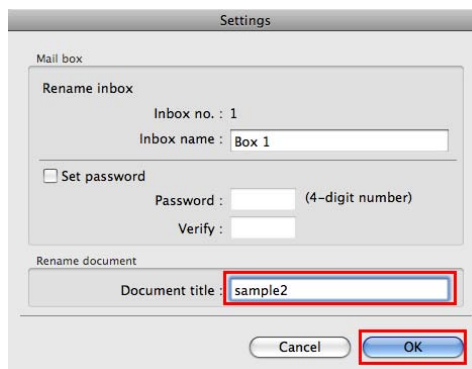 Settings
Mail box
Rename inbox
Inbox no. : 1
Inbox name : Box 1
Set password
Password : (4-digit number)
Verify :
Rename document
Document title : sample2
Cancel OK